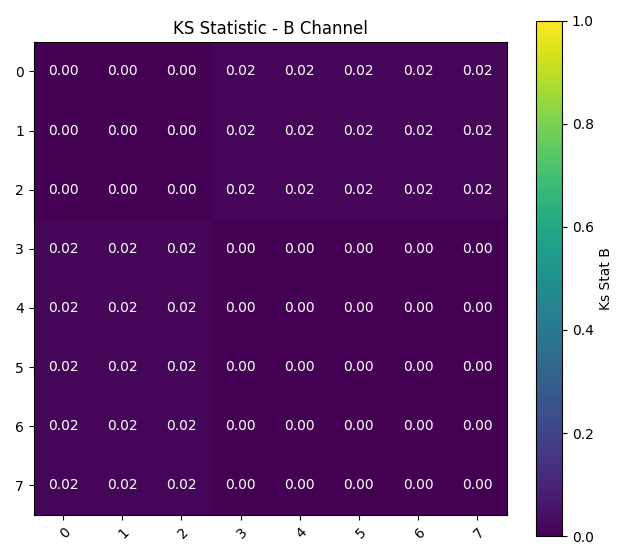 KS Statistic - B Channel
0 0.00 0.00 0.00 0.02 0.02 0.02 0.02 0.02
1 0.00 0.00 0.00 0.02 0.02 0.02 0.02 0.02
2 0.00 0.00 0.00 0.02 0.02 0.02 0.02 0.02
3 0.02 0.02 0.02 0.00 0.00 0.00 0.00 0.00
4 0.02 0.02 0.02 0.00 0.00 0.00 0.00 0.00
5 0.02 0.02 0.02 0.00 0.00 0.00 0.00 0.00
6 0.02 0.02 0.02 0.00 0.00 0.00 0.00 0.00
7 0.02 0.02 0.02 0.00 0.00 0.00 0.00 0.00
0 1 2 3 4 5 6 7
1.0
0.8
0.6
0.4
0.2
0.0
Ks Stat B